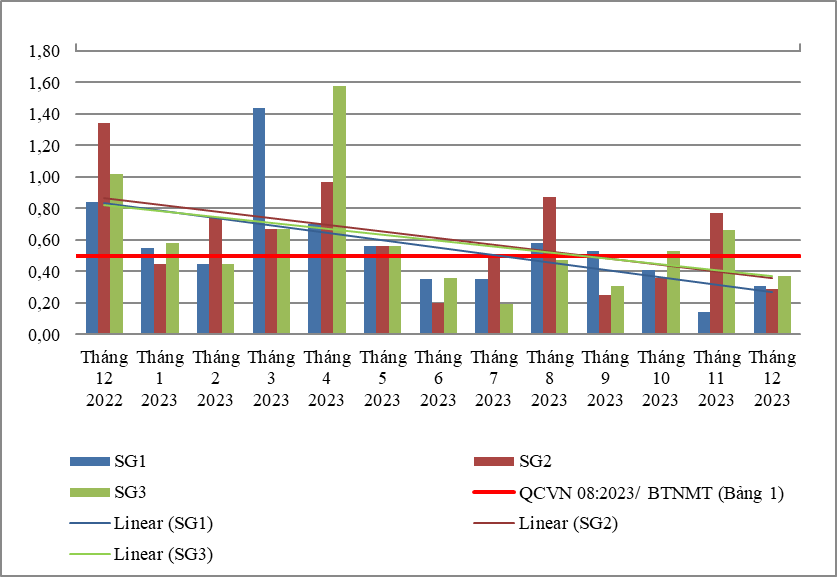 1,80
1,60
1,40
1,20
1,00
0,80
0,60
0,40
0,20
0,00
Tháng Tháng Tháng Tháng Tháng Tháng Tháng Tháng Tháng Tháng Tháng Tháng Tháng
12 1 2 3 4 5 6 7 8 9 10 11 12
2022 2023 2023 2023 2023 2023 2023 2023 2023 2023 2023 2023 2023
SG1 SG2
SG3 QCVN 08:2023/ BTNMT (Bảng 1)
Linear (SG1) Linear (SG2)
Linear (SG3)